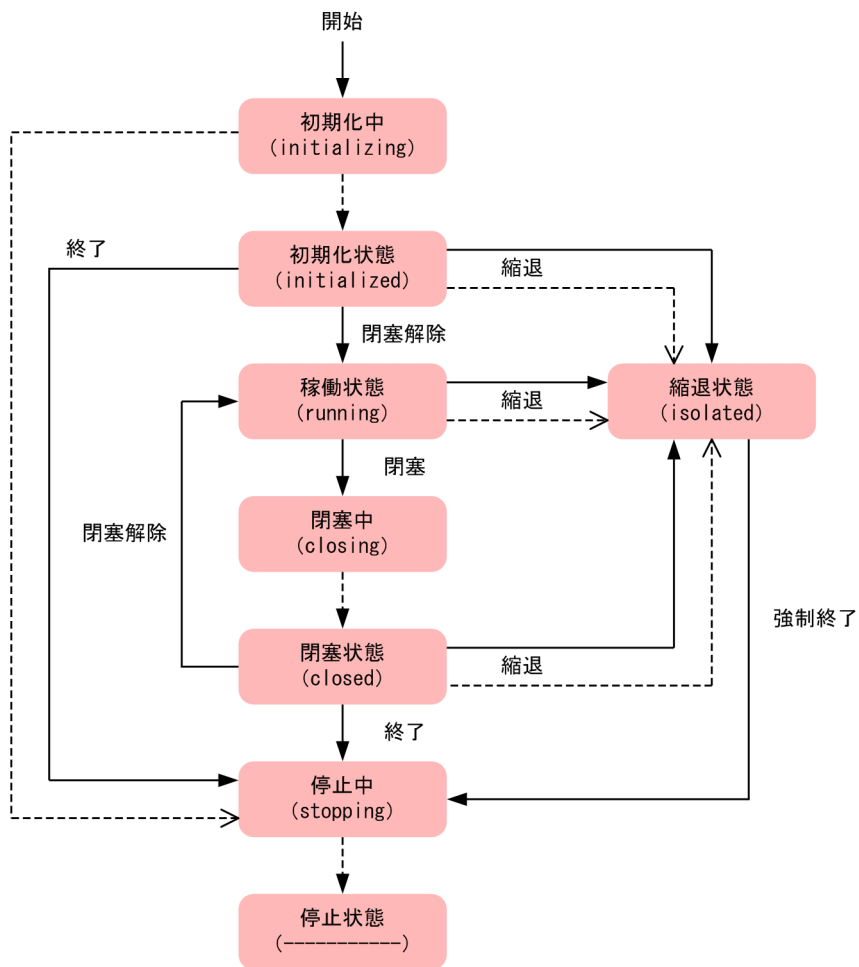 開始
初期化中
(initializing)
終了
初期化状態
(initialized)
縮退
閉塞解除
稼働状態
(running)
縮退
縮退状態
(isolated)
閉塞
閉塞中
(closing)
閉塞解除
強制終了
閉塞状態
(closed)
縮退
終了
停止中
(stopping)
停止状態
(-----------)